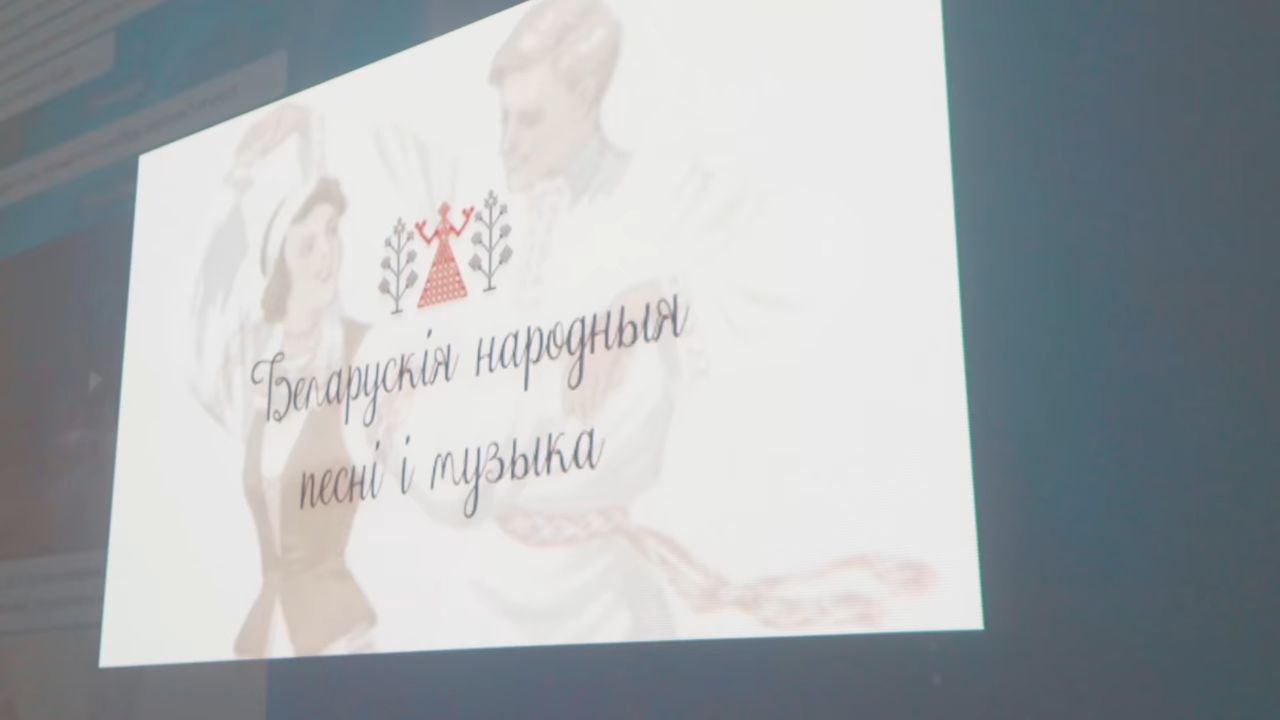 Беларускія народныя
песні і музыка